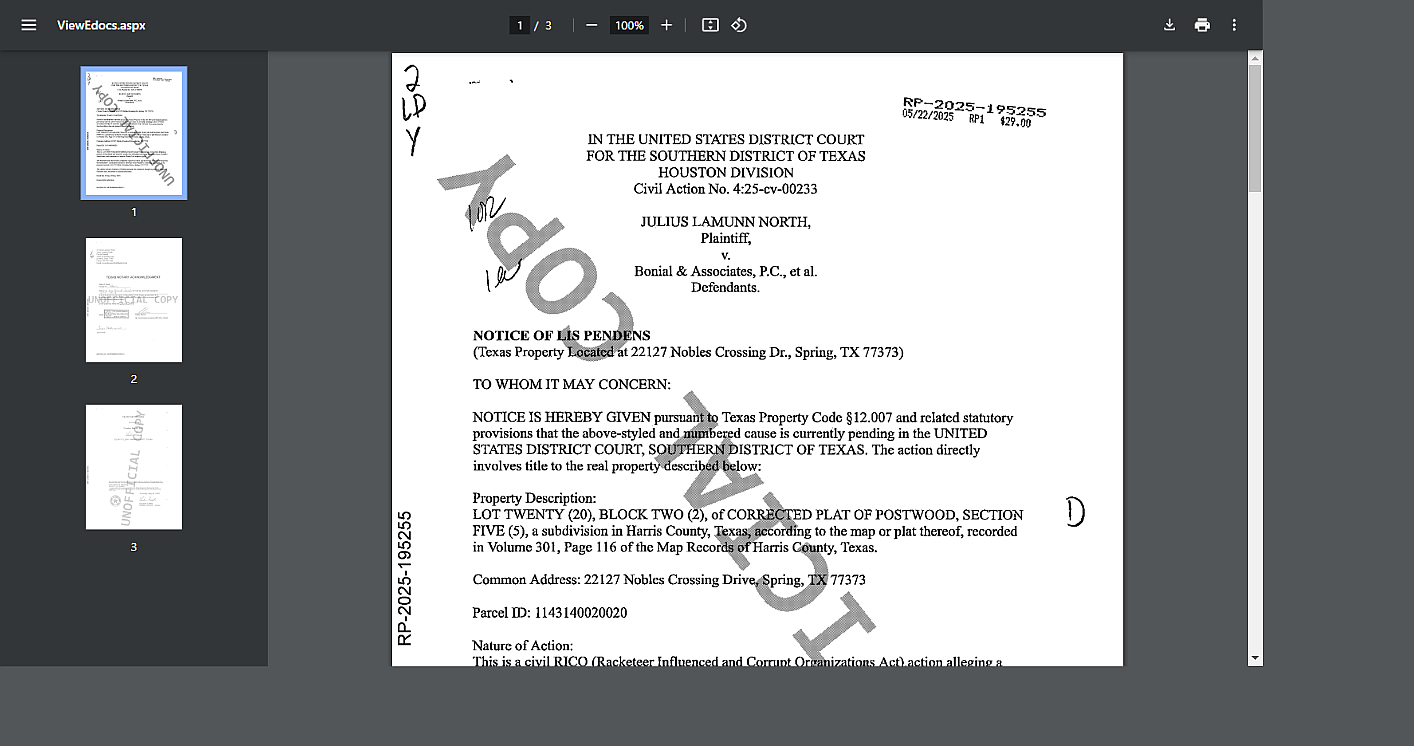 ViewEdocs.aspx
1 / 3
100%
1
2
3
2
LD
Y
RP-2025-195255
05/22/2025 RP1 $29.00
IN THE UNITED STATES DISTRICT COURT
FOR THE SOUTHERN DISTRICT OF TEXAS
HOUSTON DIVISION
Civil Action No. 4:25-cv-00233
JULIUS LAMUNN NORTH,
Plaintiff,
v.
Bonial & Associates, P.C., et al.
Defendants.
NOTICE OF LIS PENDENS
(Texas Property Located at 22127 Nobles Crossing Dr., Spring, TX 77373)
TO WHOM IT MAY CONCERN:
NOTICE IS HEREBY GIVEN pursuant to Texas Property Code §12.007 and related statutory
provisions that the above-styled and numbered cause is currently pending in the UNITED
STATES DISTRICT COURT, SOUTHERN DISTRICT OF TEXAS. The action directly
involves title to the real property described below:
Property Description:
LOT TWENTY (20), BLOCK TWO (2), of CORRECTED PLAT OF POSTWOOD, SECTION
FIVE (5), a subdivision in Harris County, Texas, according to the map or plat thereof, recorded
in Volume 301, Page 116 of the Map Records of Harris County, Texas.
Common Address: 22127 Nobles Crossing Drive, Spring, TX 77373
Parcel ID: 1143140020020
Nature of Action:
This is a civil RICO (Racketeer Influenced and Corrupt Organizations Act) action alleging a
D
RP-2025-195255
ICIAL COPY
UNOFFICIAL COPY
UNOFFICIAL COPY
UNOFFICIAL COPY
TEXAS NOTARY ACKNOWLEDGMENT